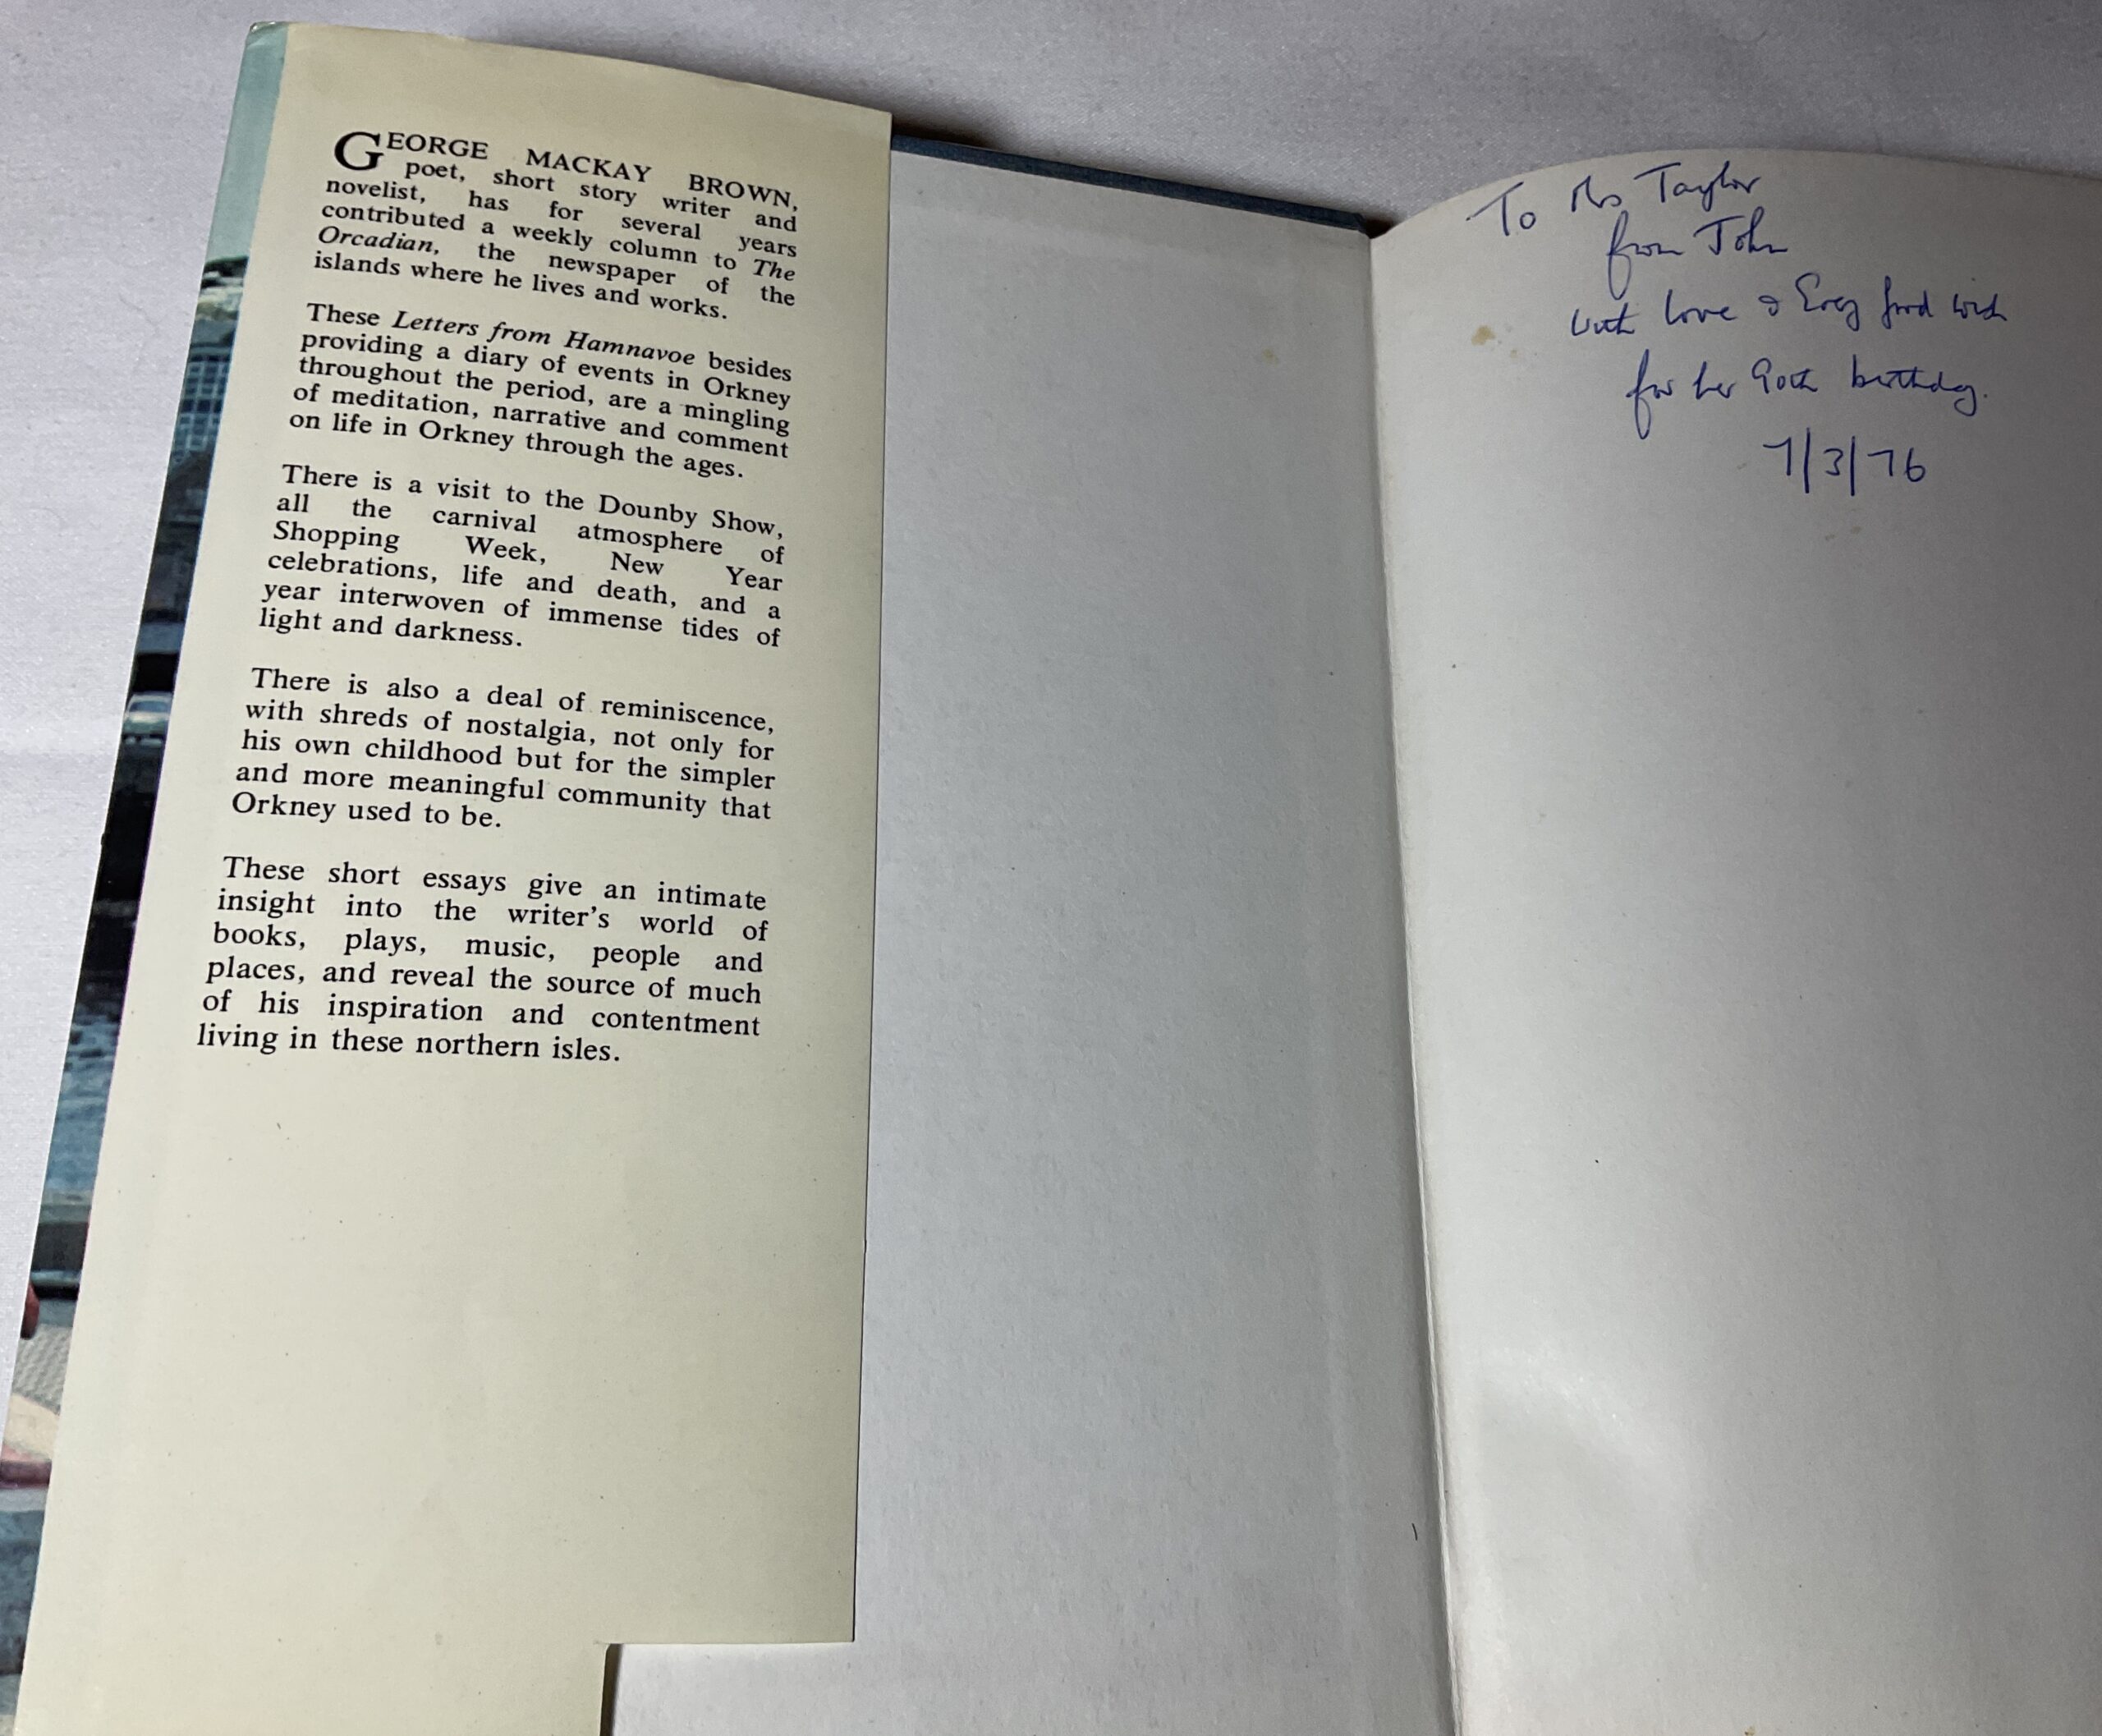 GEORGE MACKAY BROWN,
poet, short story writer and
novelist, has for several years
contributed a weekly column to The
Orcadian, the newspaper of the
islands where he lives and works.
These Letters from Hamnavoe besides
providing a diary of events in Orkney
throughout the period, are a mingling
of meditation, narrative and comment
on life in Orkney through the ages.
There is a visit to the Dounby Show,
all the carnival atmosphere of
Shopping Week, New Year
celebrations, life and death, and a
year interwoven of immense tides of
light and darkness.
There is also a deal of reminiscence,
with shreds of nostalgia, not only for
his own childhood but for the simpler
and more meaningful community that
Orkney used to be.
These short essays give an intimate
insight into the writer's world of
books, plays, music, people and
places, and reveal the source of much
of his inspiration and contentment
living in these northern isles.
To Mrs Taylor
from John
with love & Every good wish
for her 90th birthday.
7/3/76